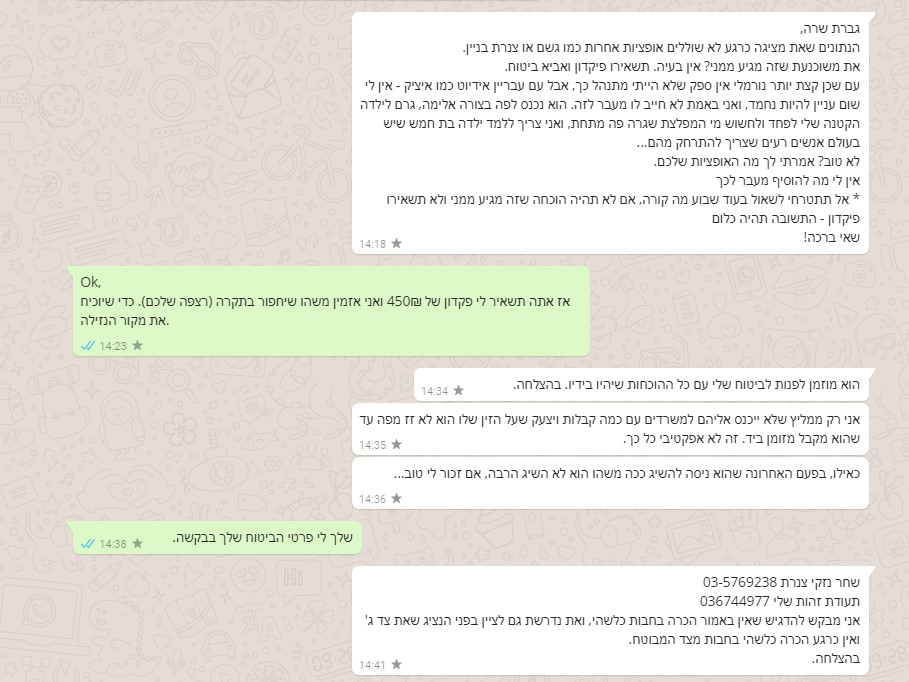 גברת שרה,
הנתונים שאת מציגה כרגע לא שוללים אופציות אחרות כמו גשם או צנרת בניין.
את משוכנעת שזה מגיע ממני? אין בעיה. תשאירו פיקדון ואביא ביטוח.
עם שכן קצת יותר נורמלי אין ספק שלא הייתי מתנהל כך, אבל עם עבריין אידיוט כמו איציק - אין לי
שום עניין להיות נחמד, ואני באמת לא חייב לו מעבר לזה. הוא נכנס לפה בצורה אלימה, גרם לילדה
הקטנה שלי לפחד ולחשוש מי המפלצת שגרה פה מתחת, ואני צריך ללמד ילדה בת חמש שיש
בעולם אנשים רעים שצריך להתרחק מהם...
לא טוב? אמרתי לך מה האופציות שלכם.
אין לי מה להוסיף מעבר לכך
* אל תתטרחי לשאול בעוד שבוע מה קורה, אם לא תהיה הוכחה שזה מגיע ממני ולא תשאירו
פיקדון - התשובה תהיה כלום
שאי ברכה!
14:18
Ok,
אז אתה תשאיר לי פקדון של 450₪ ואני אזמין משהו שיחפור בתקרה (רצפה שלכם). כדי שיוכיח
את מקור הנזילה.
14:23
הוא מוזמן לפנות לביטוח שלי עם כל ההוכחות שיהיו בידיו. בהצלחה.
14:34
אני רק ממליץ שלא ייכנס אליהם למשרדים עם כמה קבלות ויצעק שעל הזין שלו הוא לא זז מפה עד
שהוא מקבל מזומן ביד. זה לא אפקטיבי כל כך.
14:35
כאילו, בפעם האחרונה שהוא ניסה להשיג ככה משהו הוא לא השיג הרבה, אם זכור לי טוב...
14:36
שלך לי פרטי הביטוח שלך בבקשה.
14:38
שחר נזקי צנרת 03-5769238
תעודת זהות שלי 036744977
אני מבקש להדגיש שאין באמור הכרה בחבות כלשהי, ואת נדרשת גם לציין בפני הנציג שאת צד ג'
ואין כרגע הכרה כלשהי בחבות מצד המבוטח.
בהצלחה.
14:41